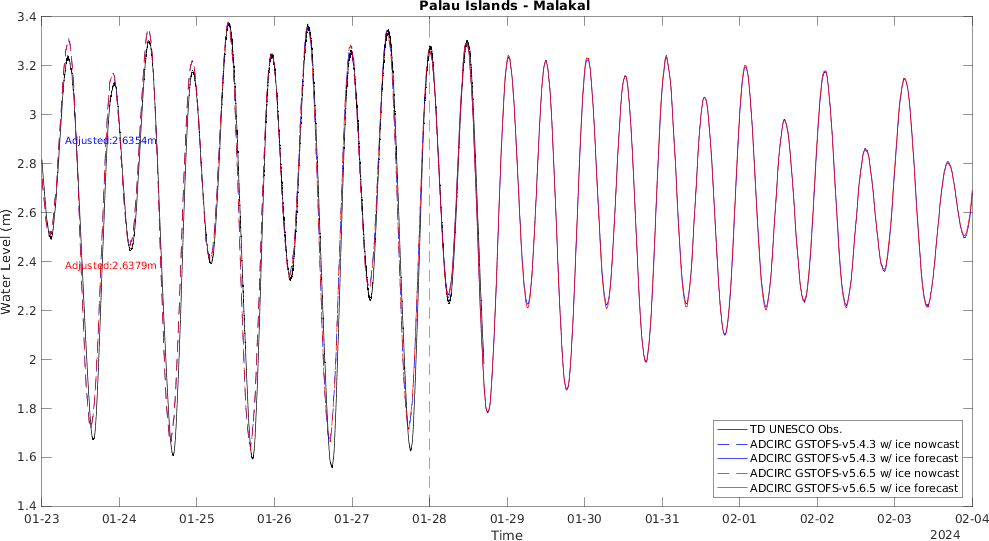 Palau Islands - Malakal
3.4
3.2
3
2.8
2.6
2.4
2.2
2
1.8
1.6
1.4
Water Level (m)
Adjusted:2.6354m
Adjusted:2.6379m
TD UNESCO Obs.
ADCIRC GSTOFS-v5.4.3 w/ ice nowcast
ADCIRC GSTOFS-v5.4.3 w/ ice forecast
ADCIRC GSTOFS-v5.6.5 w/ ice nowcast
ADCIRC GSTOFS-v5.6.5 w/ ice forecast
01-23 01-24 01-25 01-26 01-27 01-28 01-29 01-30 01-31 02-01 02-02 02-03 02-04
Time
2024